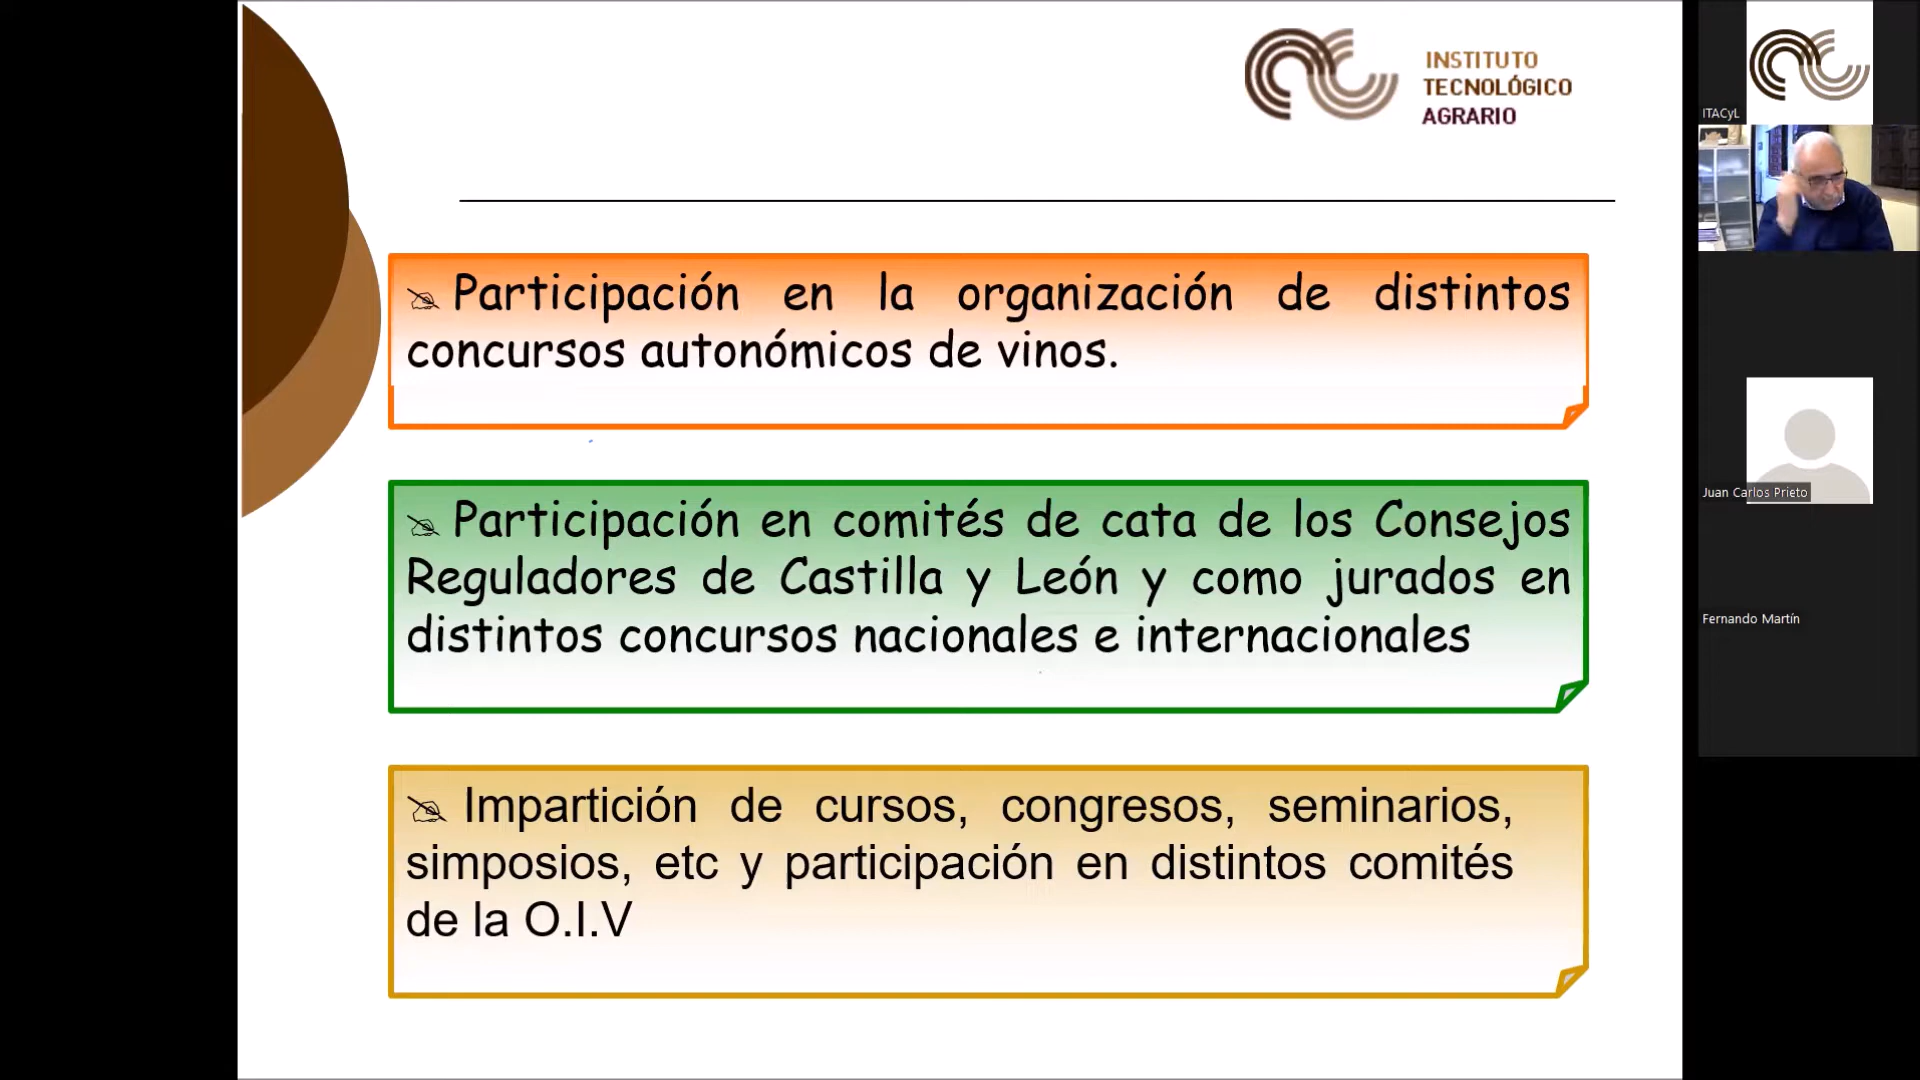 INSTITUTO
TECNOLÓGICO
AGRARIO
Participación en la organización de distintos
concursos autonómicos de vinos.
Participación en comités de cata de los Consejos
Reguladores de Castilla y León y como jurados en
distintos concursos nacionales e internacionales
Impartición de cursos, congresos, seminarios,
simposios, etc y participación en distintos comités
de la O.I.V
ITACyL
Juan Carlos Prieto
Fernando Martín